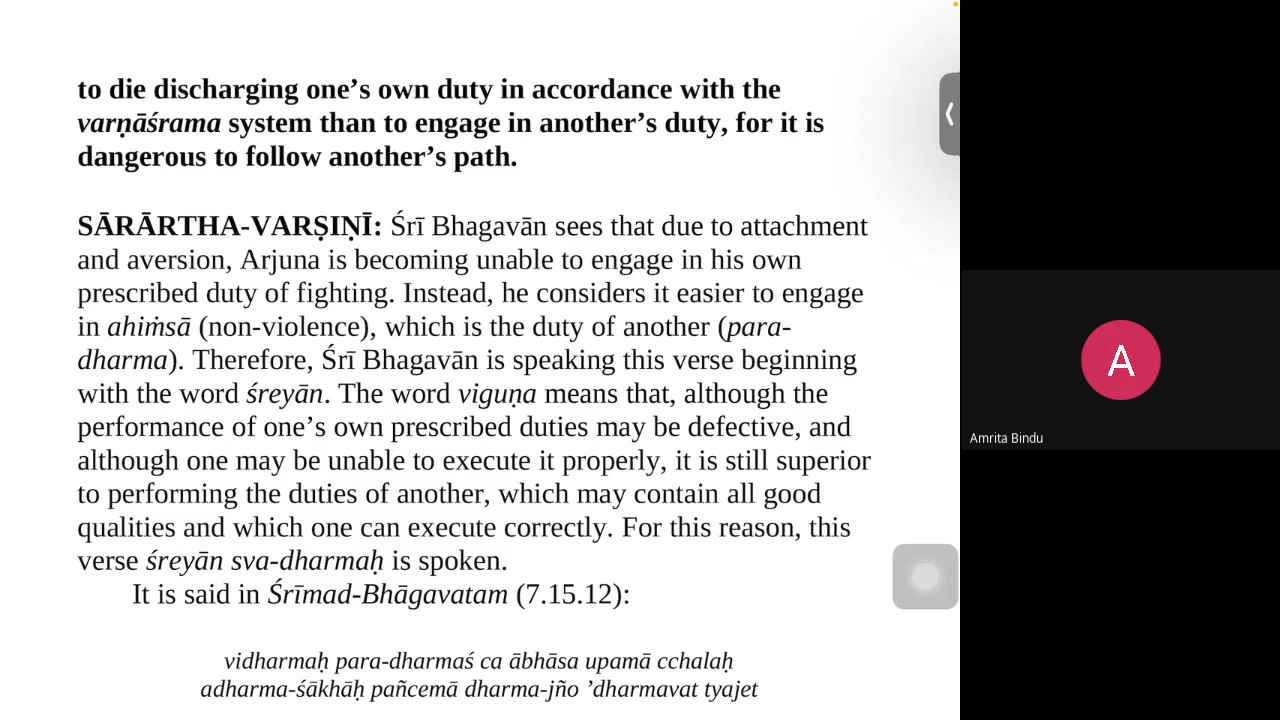 to die discharging one’s own duty in accordance with the
varṇāśrama system than to engage in another’s duty, for it is
dangerous to follow another’s path.
SĀRĀRTHA-VARṢIṆĪ: Śrī Bhagavān sees that due to attachment
and aversion, Arjuna is becoming unable to engage in his own
prescribed duty of fighting. Instead, he considers it easier to engage
in ahiṁsā (non-violence), which is the duty of another (para-
dharma). Therefore, Śrī Bhagavān is speaking this verse beginning
with the word śreyān. The word viguṇa means that, although the
performance of one’s own prescribed duties may be defective, and
although one may be unable to execute it properly, it is still superior
to performing the duties of another, which may contain all good
qualities and which one can execute correctly. For this reason, this
verse śreyān sva-dharmaḥ is spoken.
It is said in Śrīmad-Bhāgavatam (7.15.12):
vidharmaḥ para-dharmaś ca ābhāsa upamā cchalaḥ
adharma-śākhāḥ pañcemā dharma-jño ’dharmavat tyajet
A
Amrita Bindu